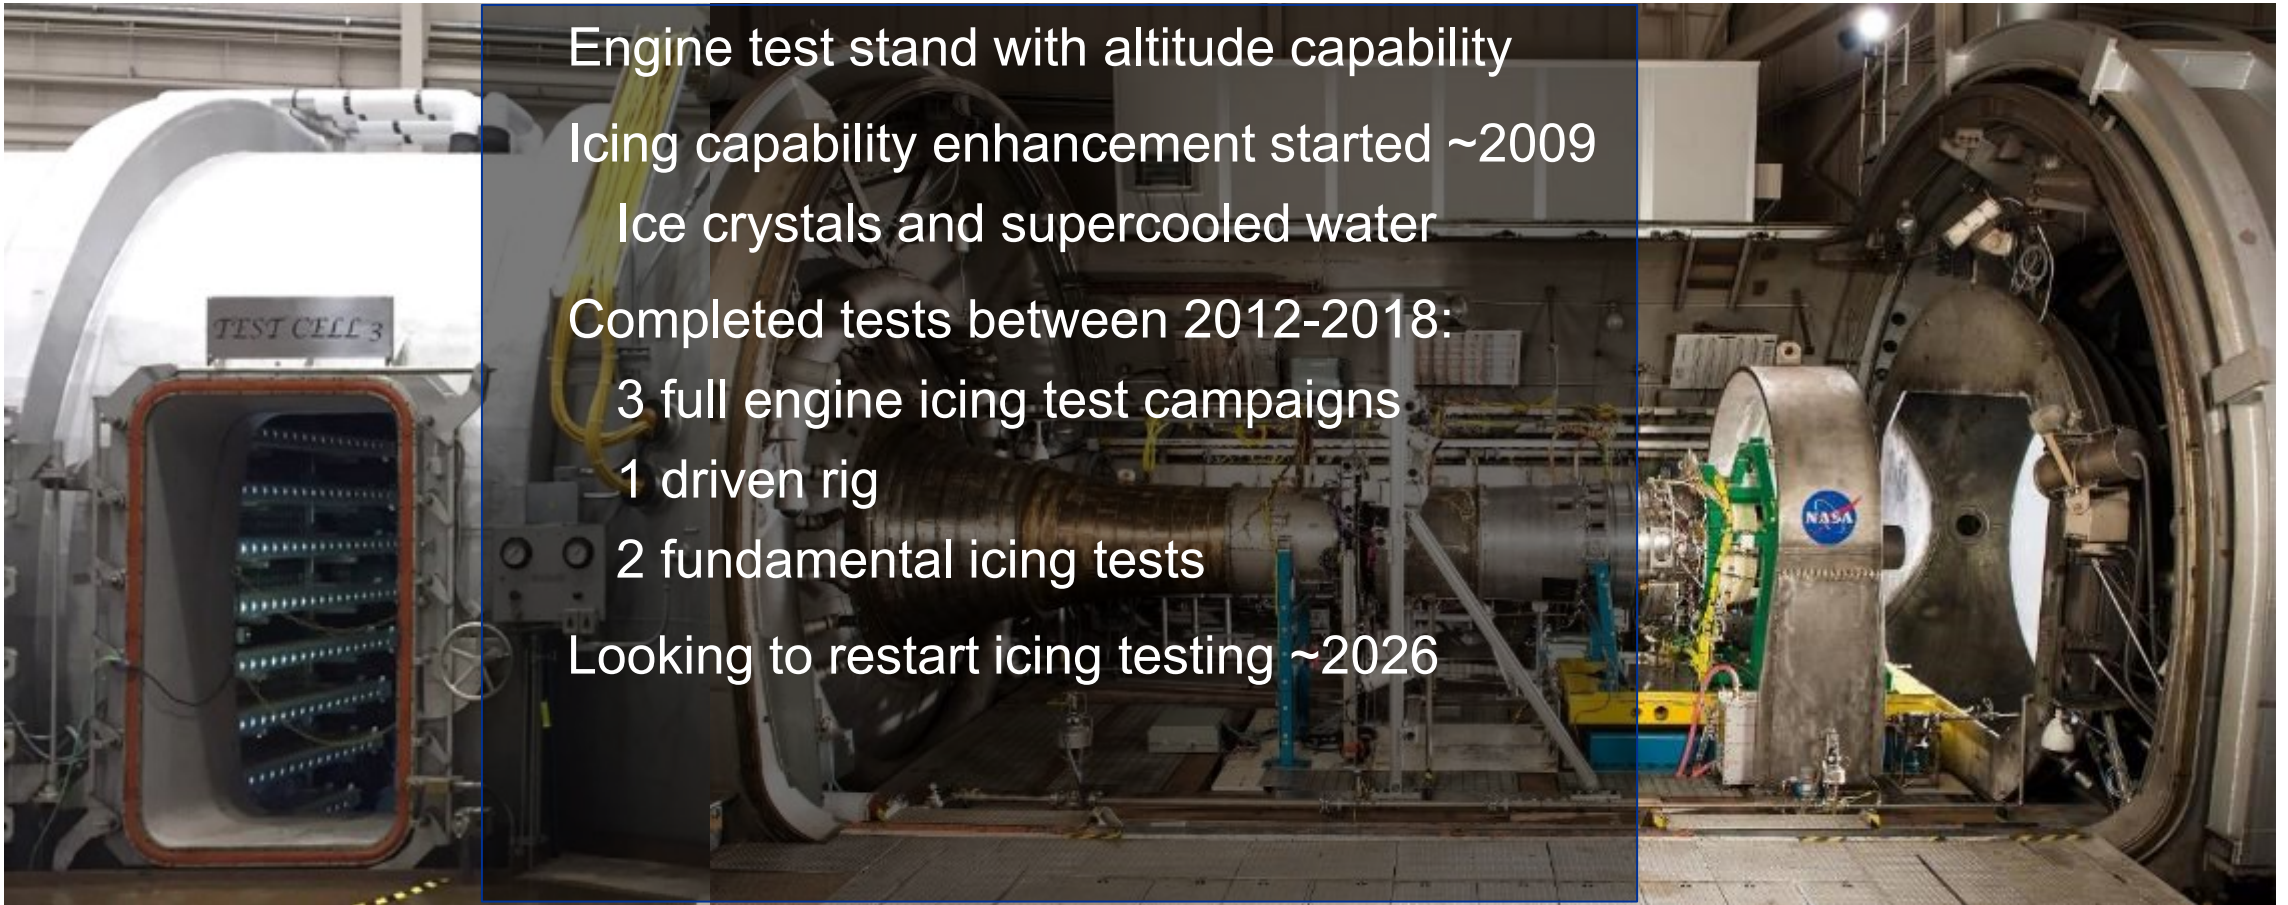 Engine test stand with altitude capability
Icing capability enhancement started ~2009
Ice crystals and supercooled water
Completed tests between 2012-2018:
3 full engine icing test campaigns
1 driven rig
2 fundamental icing tests
Looking to restart icing testing ~2026
TEST CELL 3
NASA